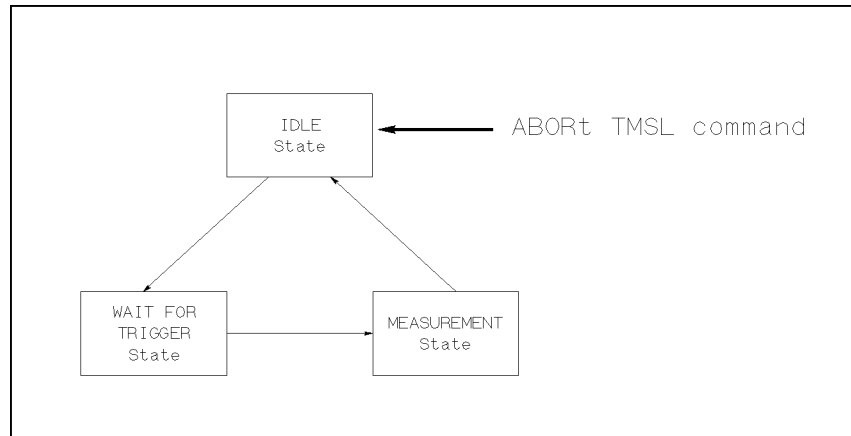 IDLE
State
ABORt TMSL command
WAIT FOR
TRIGGER
State
MEASUREMENT
State